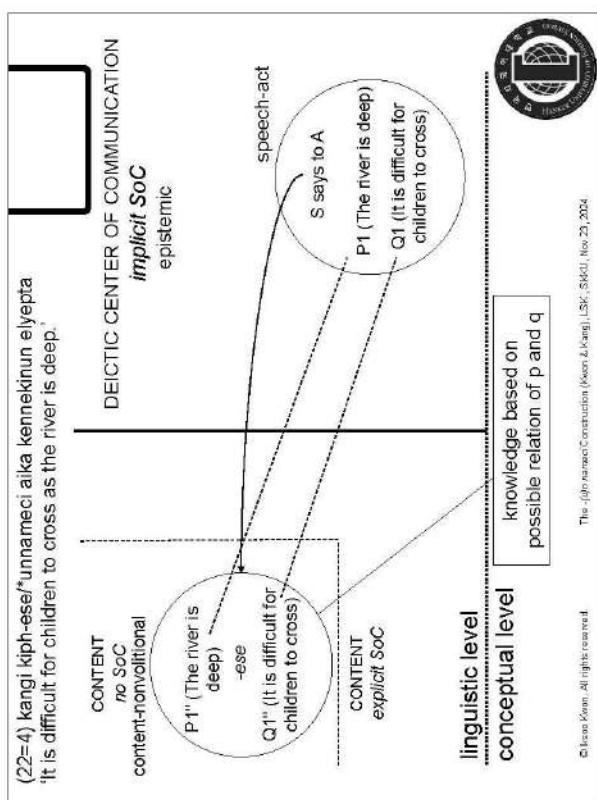 (22=4) kangi kiph-ese/*unnameci aika kennekinun elyepta
'It is difficult for children to cross as the river is deep.'
CONTENT
no SoC
content-nonvolitional
P1" (The river is
deep)
-ese
Q1" (It is difficult for
children to cross)
CONTENT
explicit SoC
DEICTIC CENTER OF COMMUNICATION
implicit SoC
epistemic
speech-act
S says to A
P1 (The river is deep)
Q1 (It is difficult for
children to cross)
linguistic level
conceptual level
knowledge based on
possible relation of p and q
© Iksoo Kwon. All rights reserved.
The -(u)n nameci Construction (Kwon & Kang), LSK, SKKU, Nov 23, 2024